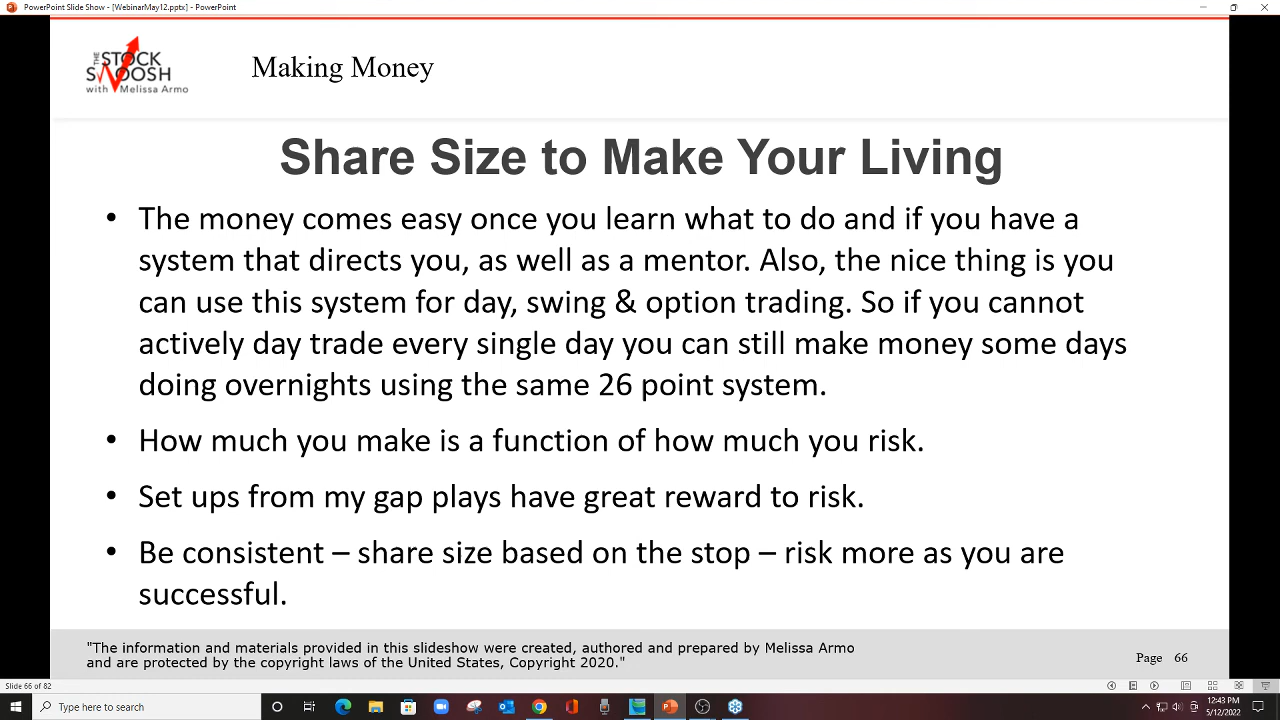 PowerPoint Slide Show - [WebinarMay12.pptx] - PowerPoint
THE
STOCK
SWOOSH
with Melissa Armo
Making Money
Share Size to Make Your Living
• The money comes easy once you learn what to do and if you have a
system that directs you, as well as a mentor. Also, the nice thing is you
can use this system for day, swing & option trading. So if you cannot
actively day trade every single day you can still make money some days
doing overnights using the same 26 point system.
• How much you make is a function of how much you risk.
• Set ups from my gap plays have great reward to risk.
• Be consistent – share size based on the stop – risk more as you are
successful.
"The information and materials provided in this slideshow were created, authored and prepared by Melissa Armo
and are protected by the copyright laws of the United States, Copyright 2020."
Page 66
Slide 66 of 82
Type here to search
12:43 PM
5/12/2022